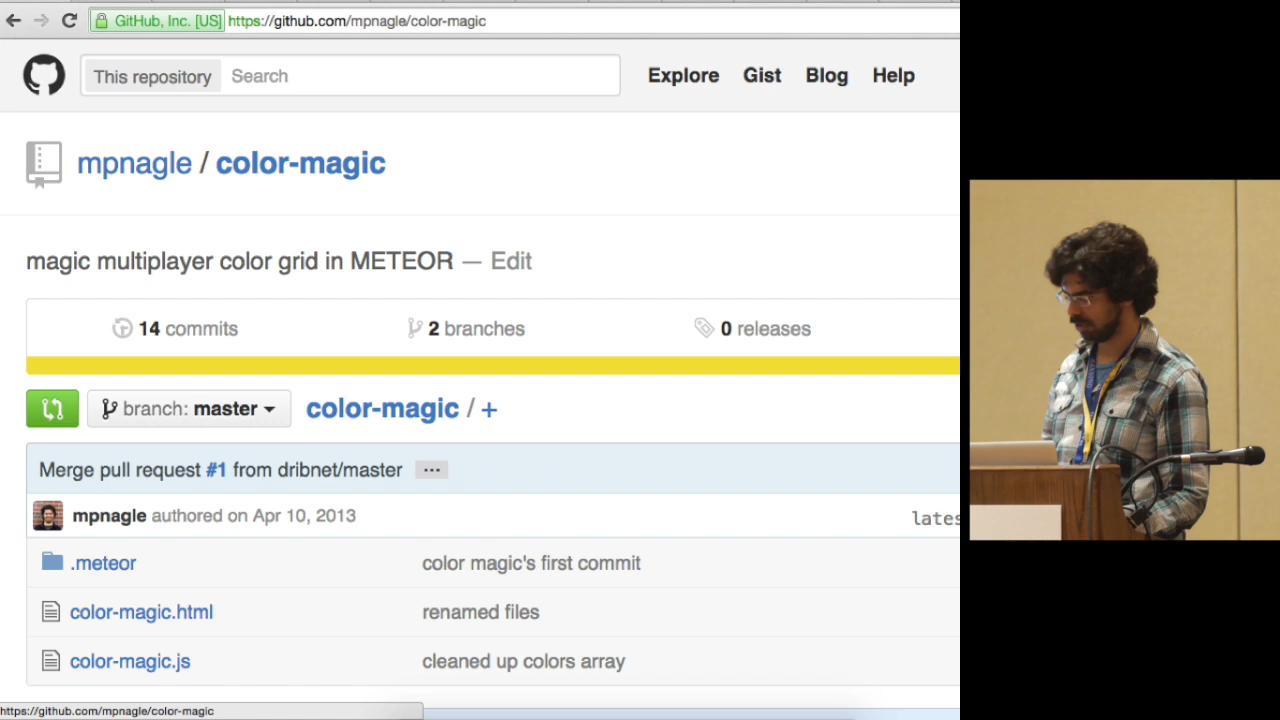 GitHub, Inc. [US] https://github.com/mpnagle/color-magic
This repository Search Explore Gist Blog Help
mpnagle / color-magic
magic multiplayer color grid in METEOR — Edit
14 commits 2 branches 0 releases
branch: master color-magic / +
Merge pull request #1 from dribnet/master ...
mpnagle authored on Apr 10, 2013
.meteor color magic's first commit
color-magic.html renamed files
color-magic.js cleaned up colors array
https://github.com/mpnagle/color-magic